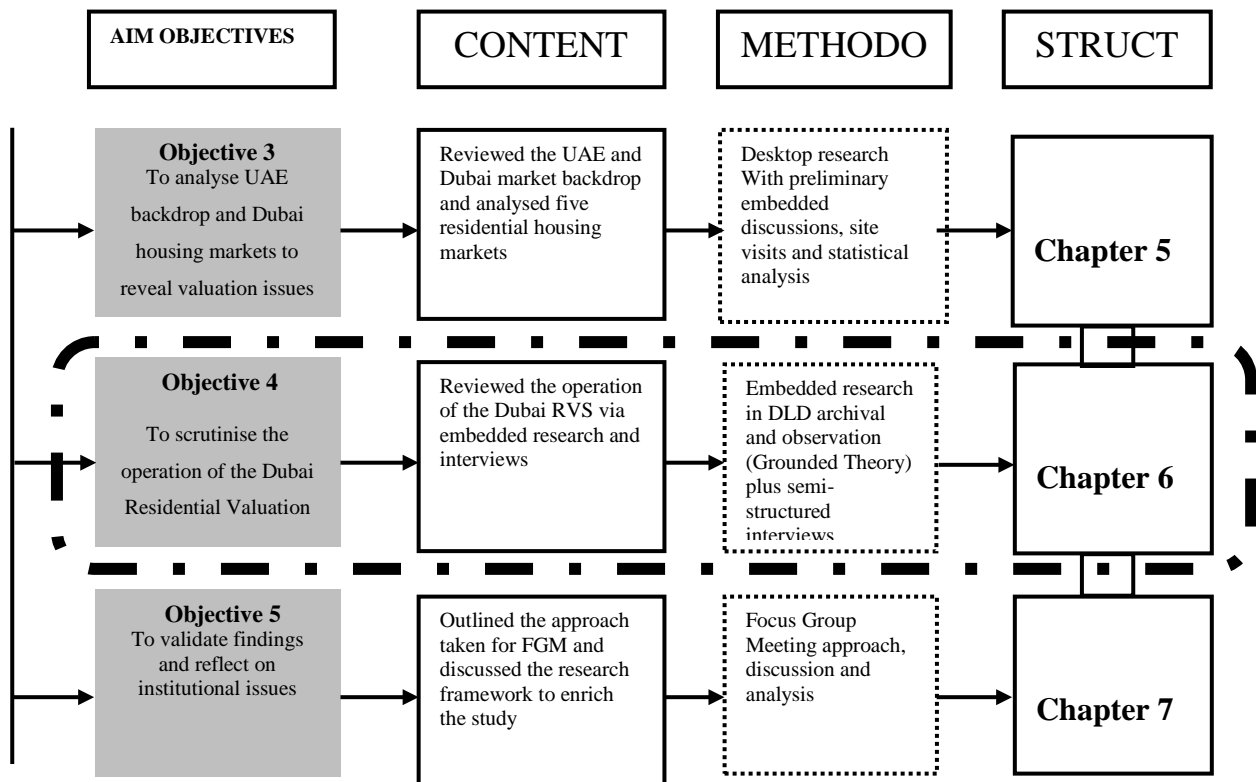 AIM OBJECTIVES
CONTENT
METHODO
STRUCT
Objective 3
To analyse UAE
backdrop and Dubai
housing markets to
reveal valuation issues
Reviewed the UAE and
Dubai market backdrop
and analysed five
residential housing
markets
Desktop research
With preliminary
embedded
discussions, site
visits and statistical
analysis
Chapter 5
Objective 4
To scrutinise the
operation of the Dubai
Residential Valuation
Reviewed the operation
of the Dubai RVS via
embedded research and
interviews
Embedded research
in DLD archival
and observation
(Grounded Theory)
plus semi-
structured
interviews
Chapter 6
Objective 5
To validate findings
and reflect on
institutional issues
Outlined the approach
taken for FGM and
discussed the research
framework to enrich
the study
Focus Group
Meeting approach,
discussion and
analysis
Chapter 7